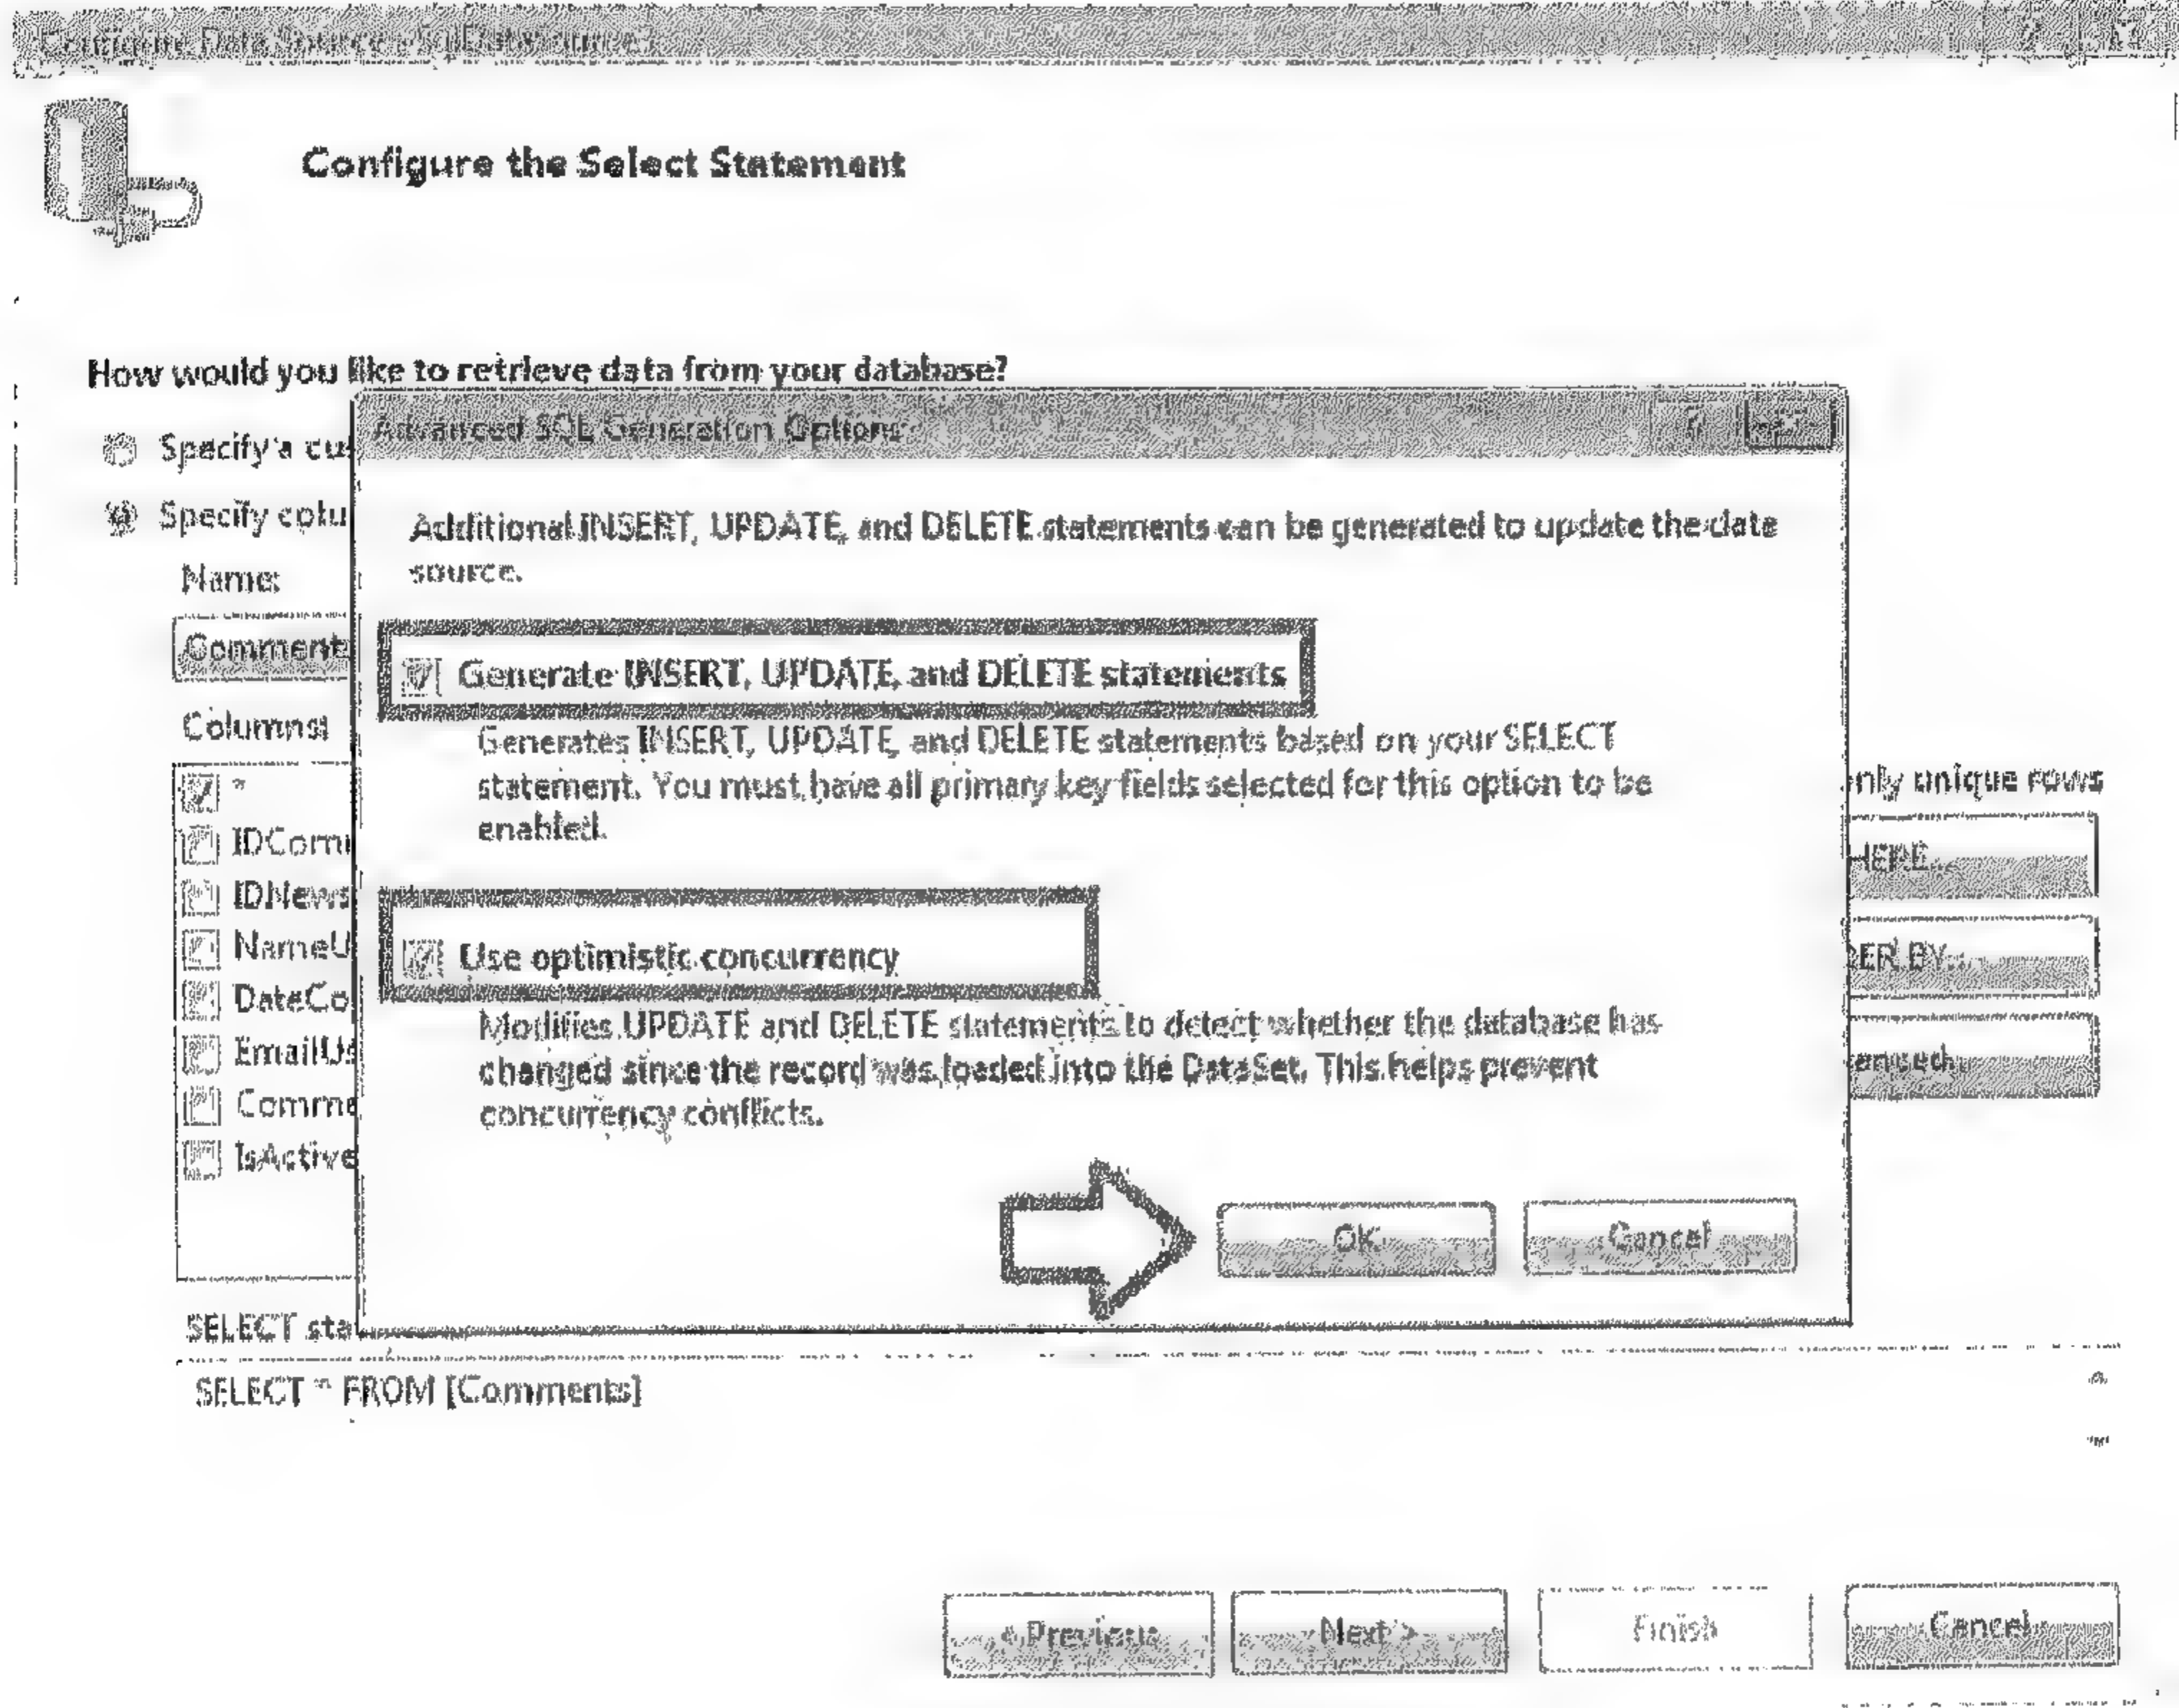 Configure Data Source - SqlDataSource
Configure the Select Statement
How would you like to retrieve data from your database?
Specify a cus
Specify colu
Name:
Comments
Columns:
*
IDComm
IDNews
NameU
DateCo
EmailUs
Comme
IsActive
Advanced SQL Generation Options
Additional INSERT, UPDATE, and DELETE statements can be generated to update the data
source.
Generate INSERT, UPDATE, and DELETE statements
Generates INSERT, UPDATE, and DELETE statements based on your SELECT
statement. You must have all primary key fields selected for this option to be
enabled.
Use optimistic concurrency
Modifies UPDATE and DELETE statements to detect whether the database has
changed since the record was loaded into the DataSet. This helps prevent
concurrency conflicts.
OK
Cancel
only unique rows
HERE...
DER BY...
anced...
SELECT sta
SELECT * FROM [Comments]
< Previous
Next >
Finish
Cancel